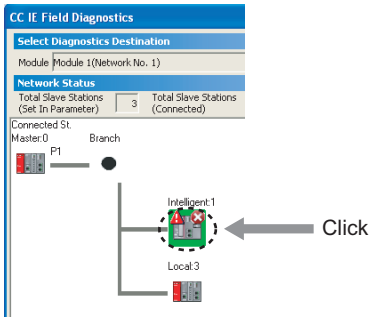 CC IE Field Diagnostics
Select Diagnostics Destination
Module Module 1(Network No. 1)
Network Status
Total Slave Stations (Set In Parameter) 3 Total Slave Stations (Connected)
Connected St.
Master:0 Branch
P1
Intelligent:1
Click
Local:3